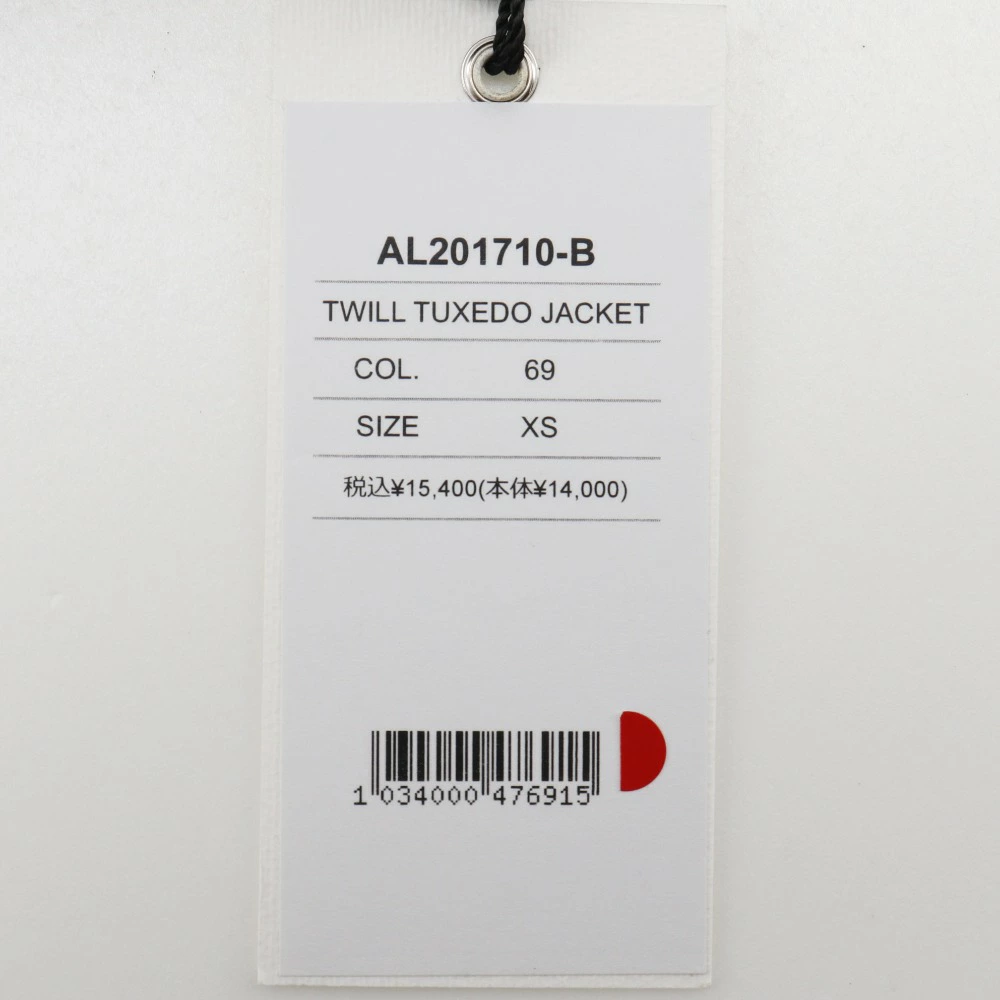 AL201710-B
TWILL TUXEDO JACKET
COL. 69
SIZE XS
税込¥15,400(本体¥14,000)
1 034000 476915